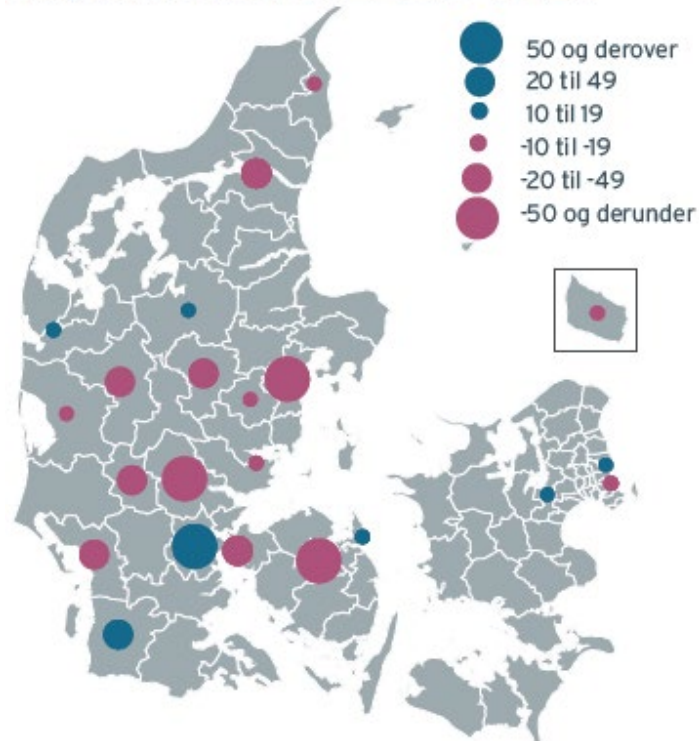 50 og derover
20 til 49
10 til 19
-10 til -19
-20 til -49
-50 og derunder